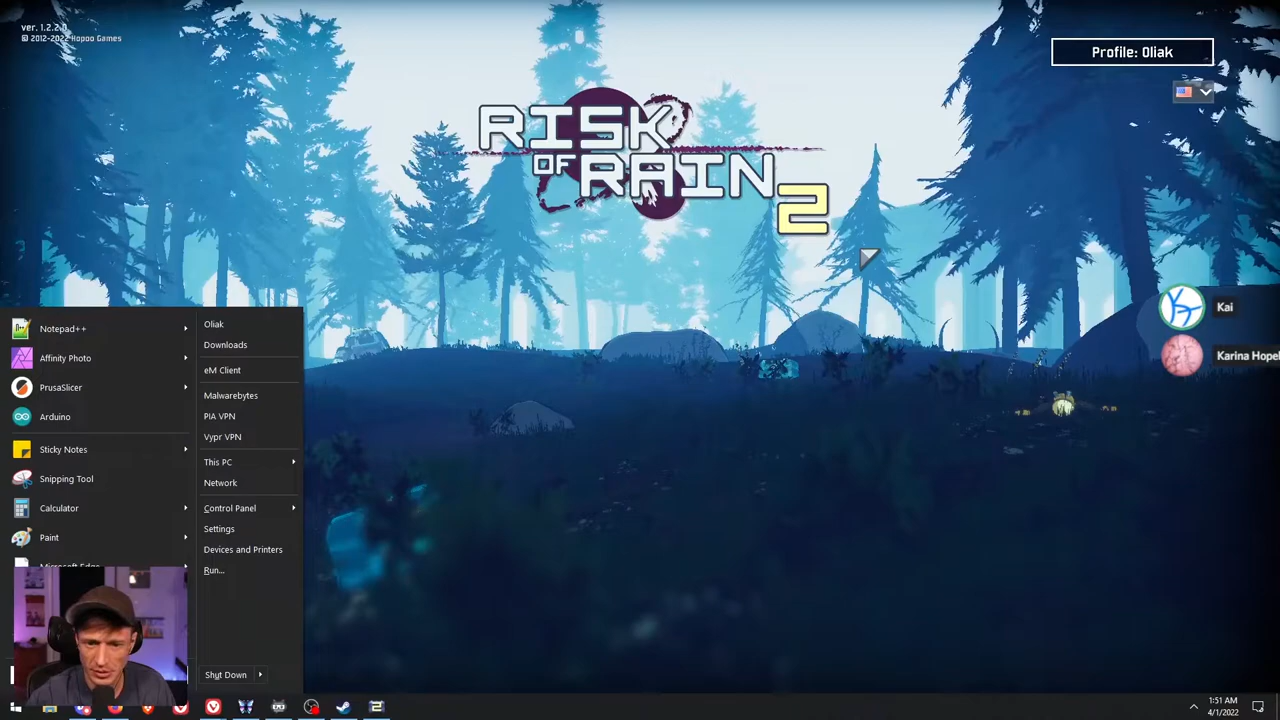 ver. 1.2.2.0
© 2012-2022 Hopoo Games
Profile: Oliak
RISK
OF RAIN
2
Kai
Karina Hopel
Notepad++
Affinity Photo
PrusaSlicer
Arduino
Sticky Notes
Snipping Tool
Calculator
Paint
Microsoft Edge
Oliak
Downloads
eM Client
Malwarebytes
PIA VPN
Vypr VPN
This PC
Network
Control Panel
Settings
Devices and Printers
Run...
Shut Down
1:51 AM
4/1/2022